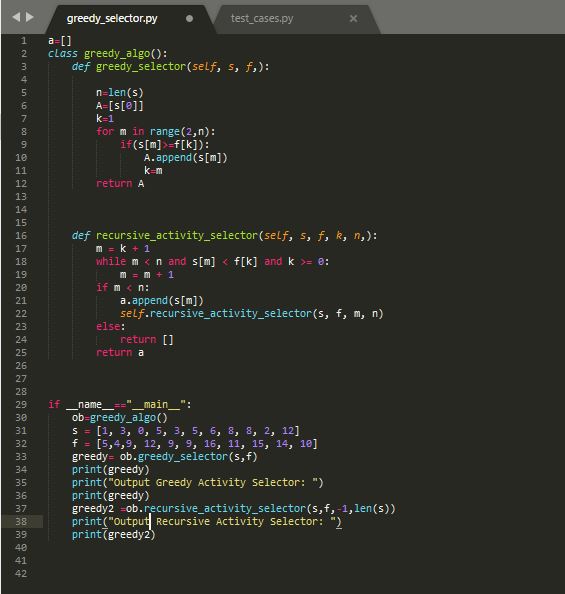 greedy_selector.py
test_cases.py
1 a=[]
2 class greedy_algo():
3 def greedy_selector(self, s, f,):
4
5 n=len(s)
6 A=[s[0]]
7 k=1
8 for m in range(2,n):
9 if(s[m]>=f[k]):
10 A.append(s[m])
11 k=m
12 return A
13
14
15
16 def recursive_activity_selector(self, s, f, k, n,):
17 m = k + 1
18 while m < n and s[m] < f[k] and k >= 0:
19 m = m + 1
20 if m < n:
21 a.append(s[m])
22 self.recursive_activity_selector(s, f, m, n)
23 else:
24 return []
25 return a
26
27
28
29 if __name__=="__main__":
30 ob=greedy_algo()
31 s = [1, 3, 0, 5, 3, 5, 6, 8, 8, 2, 12]
32 f = [5,4,9, 12, 9, 9, 16, 11, 15, 14, 10]
33 greedy= ob.greedy_selector(s,f)
34 print(greedy)
35 print("Output Greedy Activity Selector: ")
36 print(greedy)
37 greedy2 =ob.recursive_activity_selector(s,f,-1,len(s))
38 print("Output Recursive Activity Selector: ")
39 print(greedy2)
40
41
42